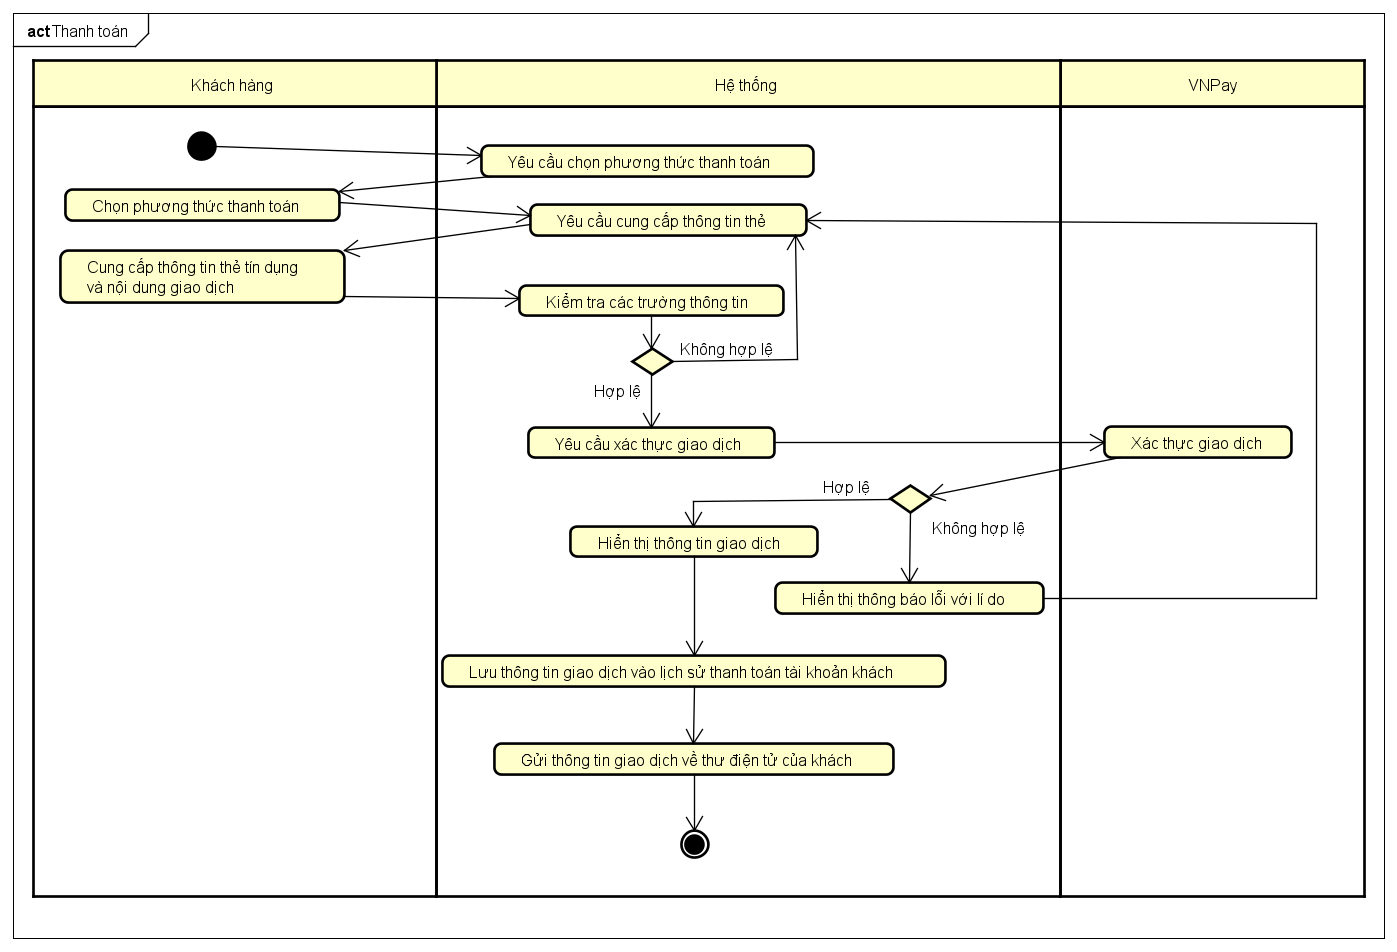 act Thanh toán
Khách hàng
Hệ thống
VNPay
Yêu cầu chọn phương thức thanh toán
Chọn phương thức thanh toán
Yêu cầu cung cấp thông tin thẻ
Cung cấp thông tin thẻ tín dụng
và nội dung giao dịch
Kiểm tra các trường thông tin
Không hợp lệ
Hợp lệ
Yêu cầu xác thực giao dịch
Xác thực giao dịch
Hợp lệ
Không hợp lệ
Hiển thị thông tin giao dịch
Hiển thị thông báo lỗi với lí do
Lưu thông tin giao dịch vào lịch sử thanh toán tài khoản khách
Gửi thông tin giao dịch về thư điện tử của khách